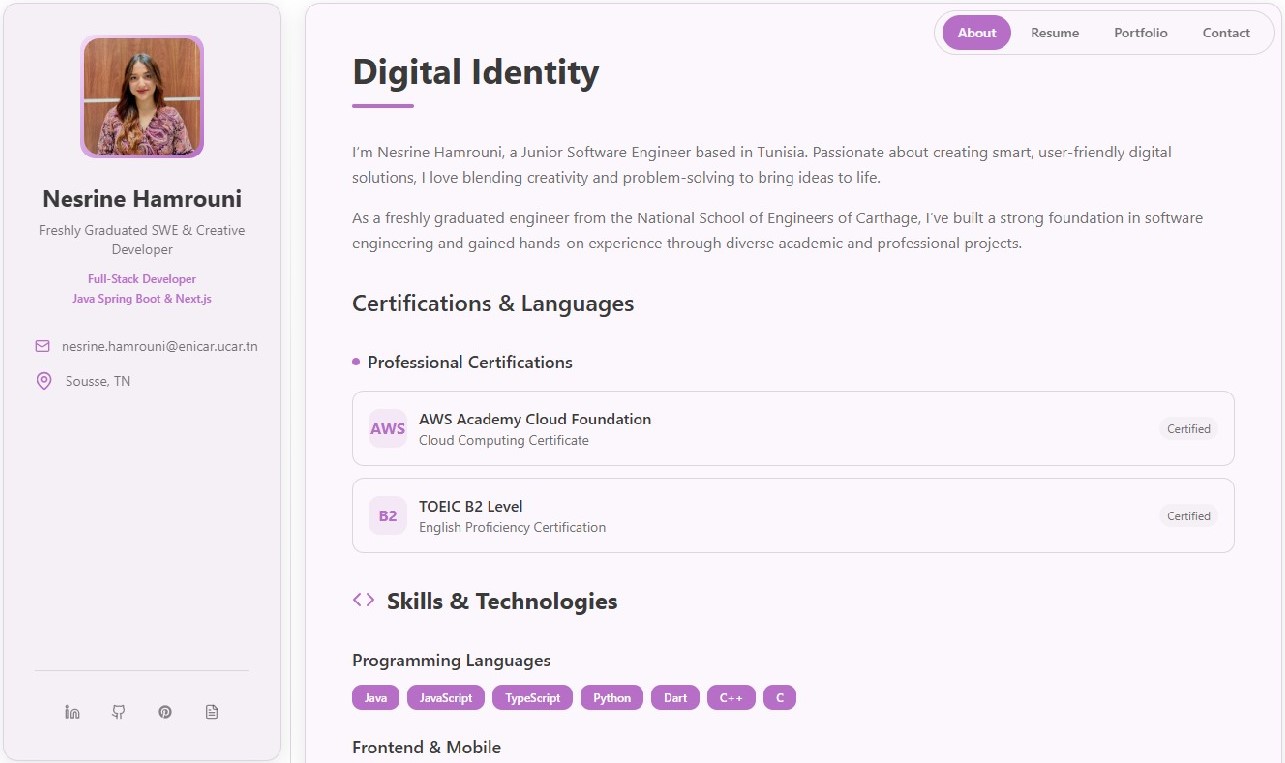 Nesrine Hamrouni
Freshly Graduated SWE & Creative
Developer
Full-Stack Developer
Java Spring Boot & Next.js
nesrine.hamrouni@enicar.ucar.tn
Sousse, TN
in
About
Resume
Portfolio
Contact
Digital Identity
I'm Nesrine Hamrouni, a Junior Software Engineer based in Tunisia. Passionate about creating smart, user-friendly digital
solutions, I love blending creativity and problem-solving to bring ideas to life.
As a freshly graduated engineer from the National School of Engineers of Carthage, I've built a strong foundation in software
engineering and gained hands-on experience through diverse academic and professional projects.
Certifications & Languages
Professional Certifications
AWS
AWS Academy Cloud Foundation
Cloud Computing Certificate
Certified
B2
TOEIC B2 Level
English Proficiency Certification
Certified
<> Skills & Technologies
Programming Languages
Java JavaScript TypeScript Python Dart C++ C
Frontend & Mobile